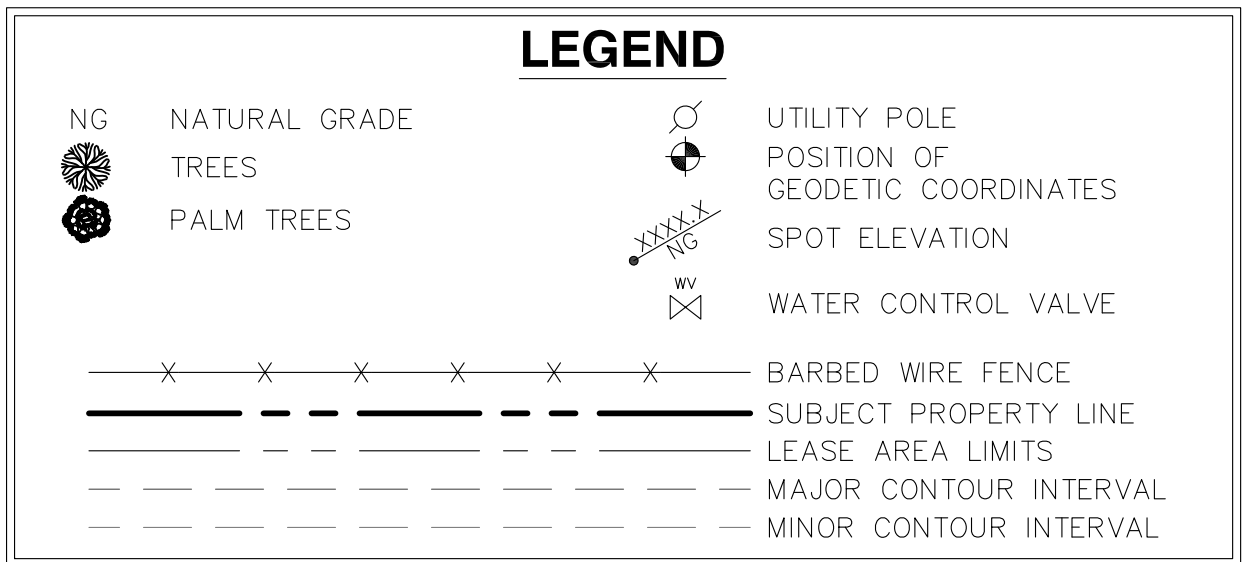 LEGEND
NG NATURAL GRADE
TREES
PALM TREES
UTILITY POLE
POSITION OF
GEODETIC COORDINATES
XXXX.X
NG
SPOT ELEVATION
WV
WATER CONTROL VALVE
X X X X X X BARBED WIRE FENCE
SUBJECT PROPERTY LINE
LEASE AREA LIMITS
MAJOR CONTOUR INTERVAL
MINOR CONTOUR INTERVAL